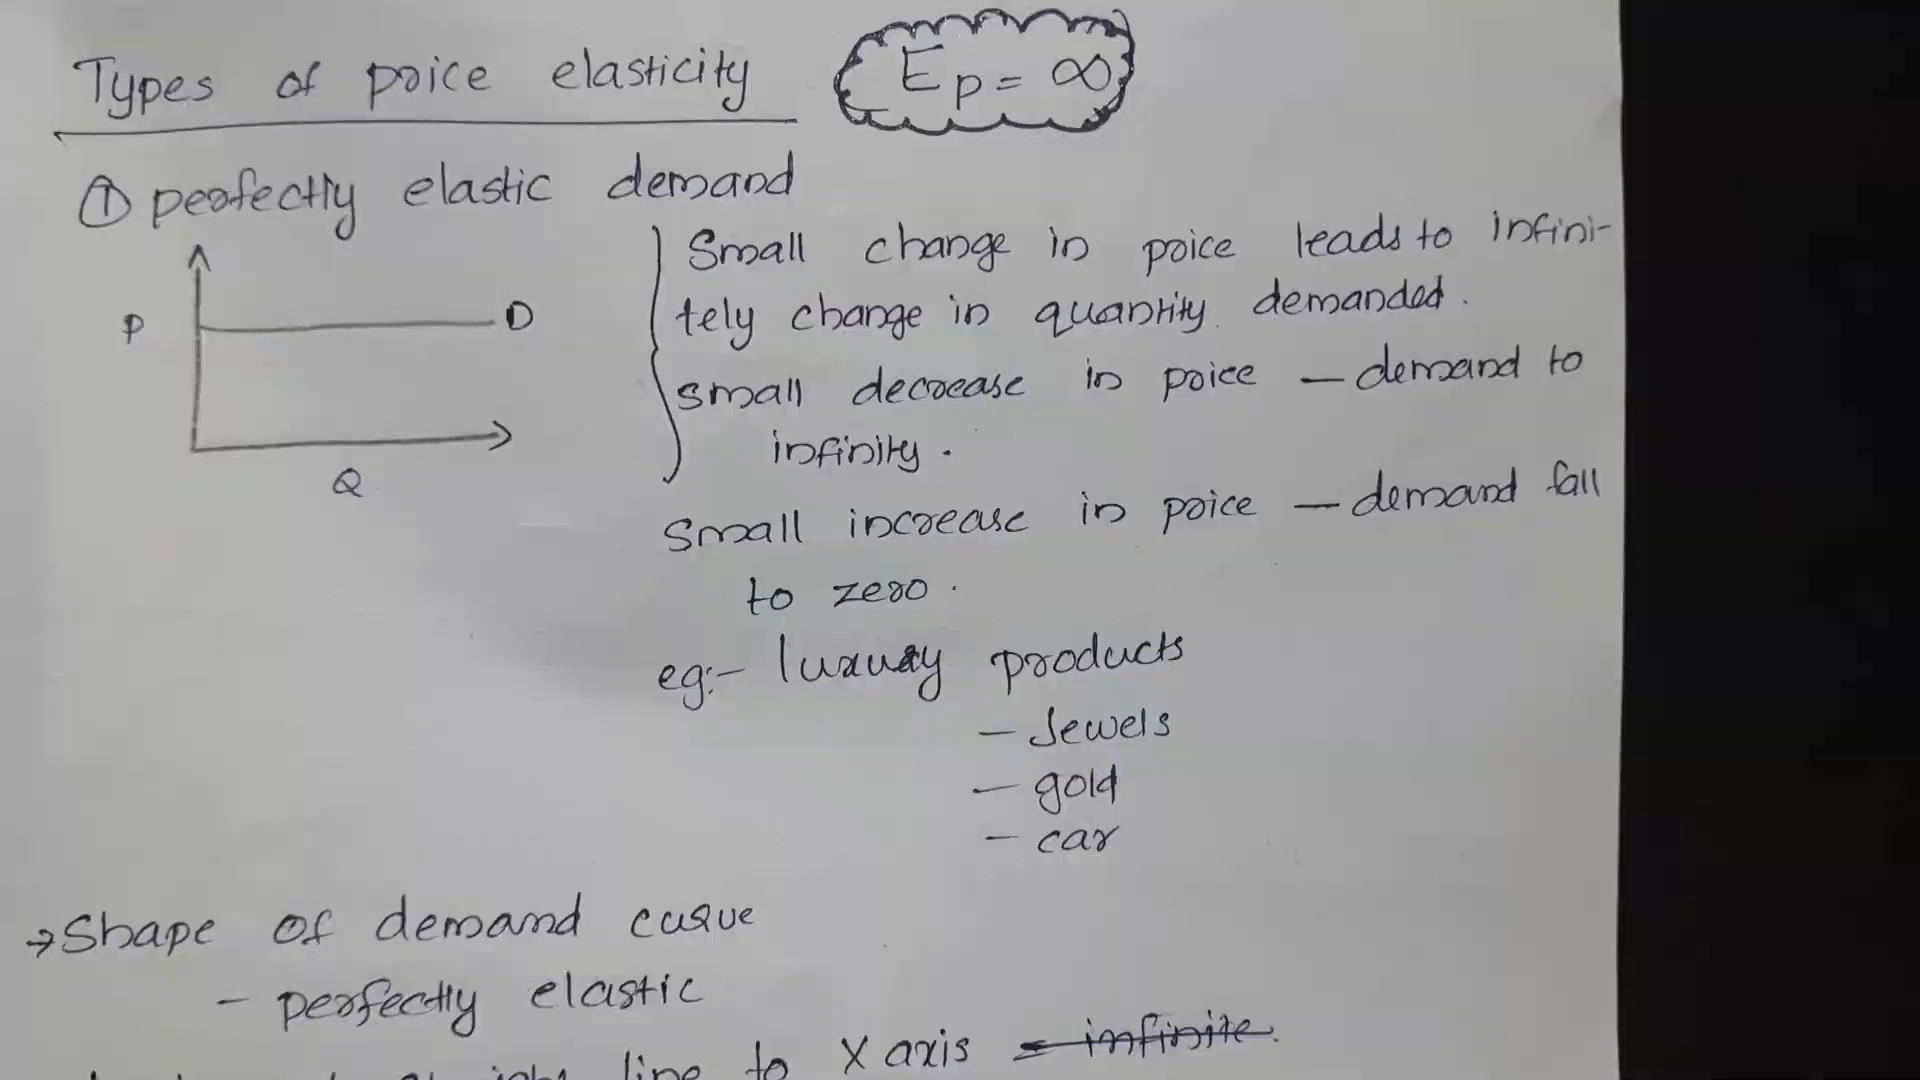 Types of price elasticity
Ep = ∞
① perfectly elastic demand
P
D
Q
Small change in price leads to infini-
tely change in quantity demanded.
small decrease in price — demand to
infinity.
Small increase in price — demand fall
to zero.
eg:- luxury products
- Jewels
- gold
- car
→ Shape of demand curve
- perfectly elastic
line to X axis = infinite.